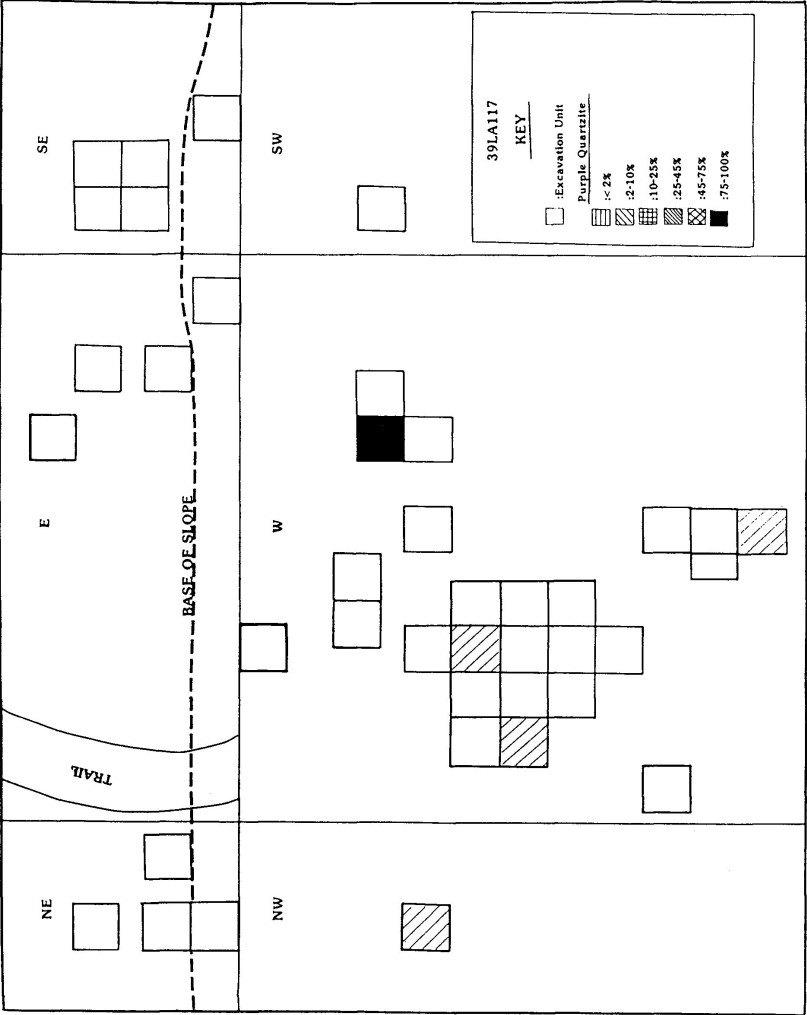 39LA117
KEY
:Excavation Unit
Purple Quartzite
:< 2%
:2-10%
:10-25%
:25-45%
:45-75%
:75-100%
SE
SW
E
W
BASE OF SLOPE
TRAIL
NE
NW